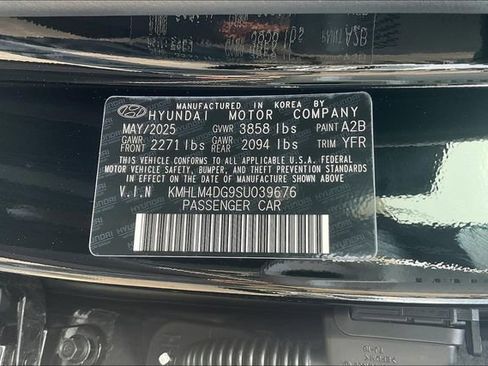 MANUFACTURED IN KOREA BY
HYUNDAI MOTOR COMPANY
MAY/2025 GVWR 3858 lbs PAINT A2B
GAWR FRONT 2271 lbs GAWR REAR 2094 lbs TRIM YFR
THIS VEHICLE CONFORMS TO ALL APPLICABLE U.S. FEDERAL
MOTOR VEHICLE SAFETY, BUMPER, AND THEFT PREVENTION
STANDARDS IN EFFECT ON THE DATE OF MANUFACTURE SHOWN ABOVE.
V.I.N KMHLM4DG9SU039676
PASSENGER CAR